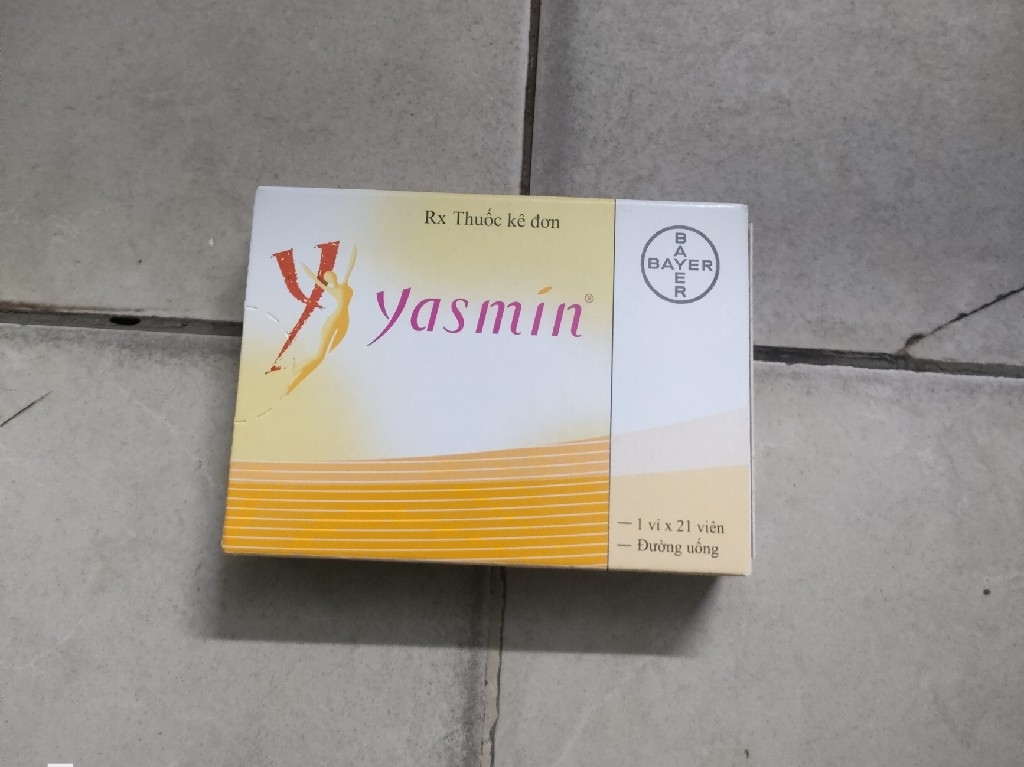 Rx Thuốc kê đơn
Y
yasmin®
BAYER
BAYER
— 1 vỉ x 21 viên
— Đường uống